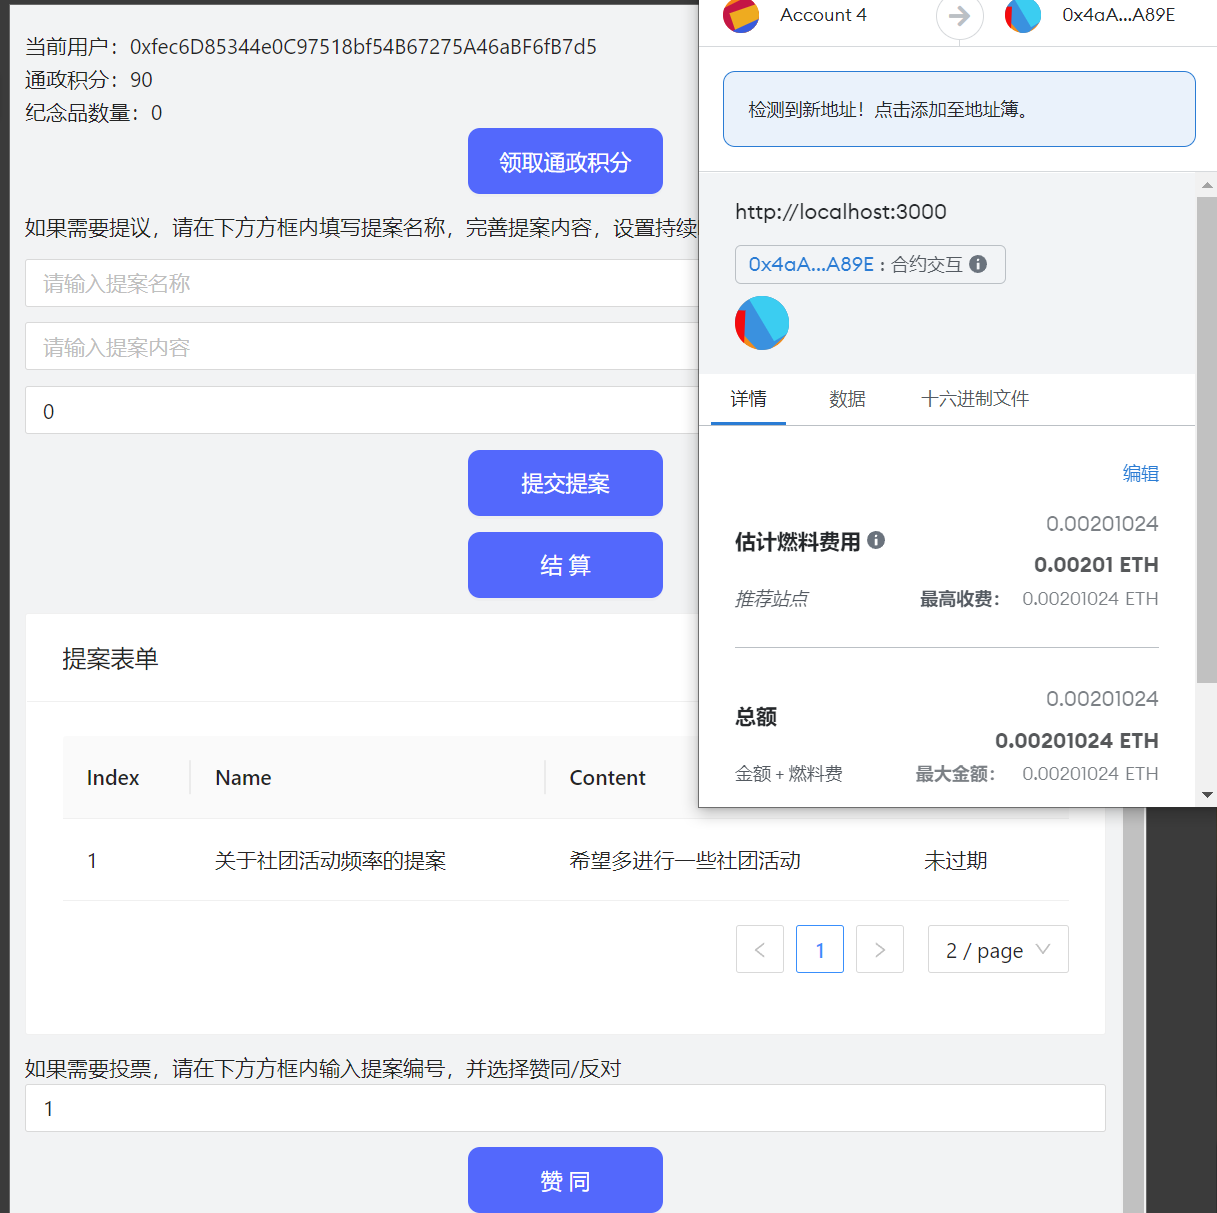 当前用户：0xfec6D85344e0C97518bf54B67275A46aBF6fB7d5
通政积分：90
纪念品数量：0
领取通政积分
如果需要提议，请在下方方框内填写提案名称，完善提案内容，设置持续
请输入提案名称
请输入提案内容
0
提交提案
结 算
提案表单
Index Name Content
1 关于社团活动频率的提案 希望多进行一些社团活动 未过期
1
2 / page
如果需要投票，请在下方方框内输入提案编号，并选择赞同/反对
1
赞 同
Account 4
0x4aA...A89E
检测到新地址！点击添加至地址簿。
http://localhost:3000
0x4aA...A89E : 合约交互
详情 数据 十六进制文件
编辑
0.00201024
估计燃料费用
0.00201 ETH
推荐站点 最高收费： 0.00201024 ETH
0.00201024
总额
0.00201024 ETH
金额 + 燃料费 最大金额： 0.00201024 ETH